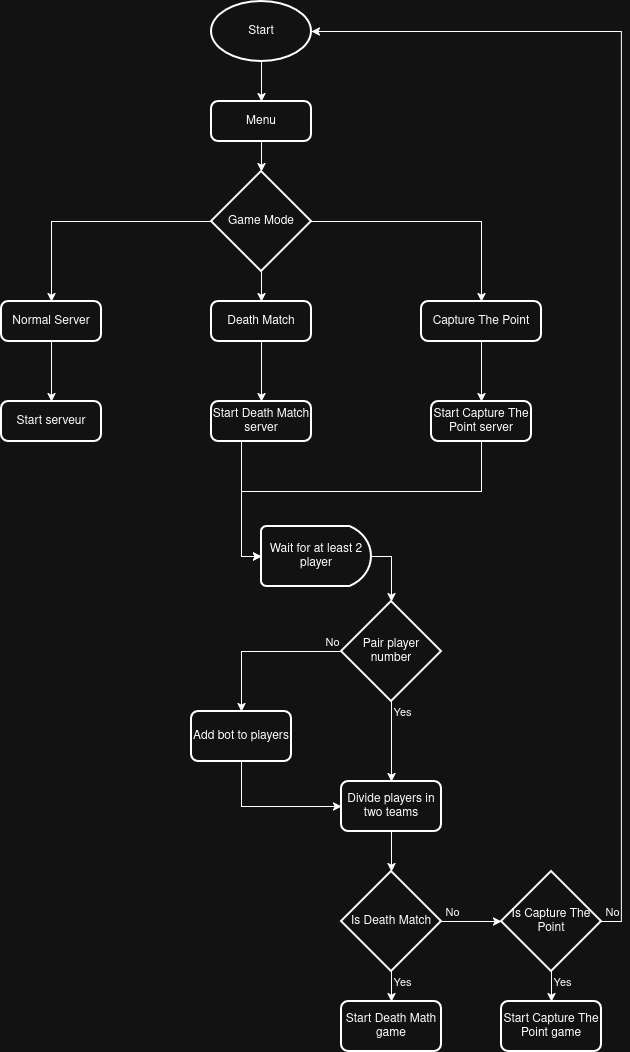 Start
Menu
Game Mode
Normal Server
Death Match
Capture The Point
Start serveur
Start Death Match
server
Start Capture The
Point server
Wait for at least 2
player
Pair player
number
No
Yes
Add bot to players
Divide players in
two teams
Is Death Match
No
Is Capture The
Point
No
Yes
Yes
Start Death Math
game
Start Capture The
Point game